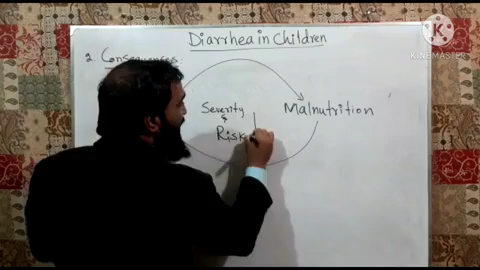 Diarrhea in Children
2 Consequences
Severity
&
Risk
Malnutrition
KINEMASTER